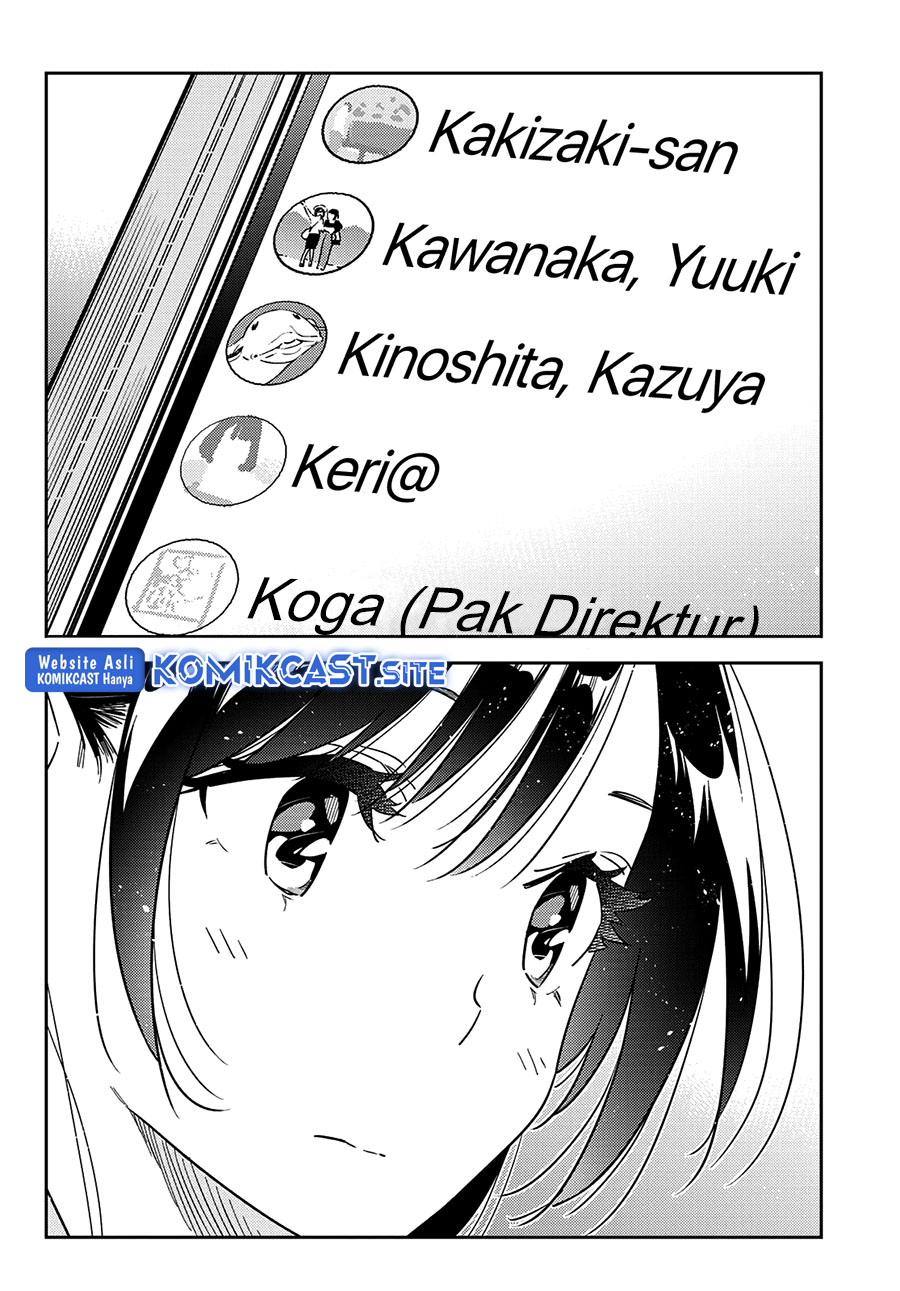 Kakizaki-san
Kawanaka, Yuuki
Kinoshita, Kazuya
Keri@
Koga (Pak Direktur)
Website Asli
KOMIKCAST Hanya
KOMIKCAST.SITE